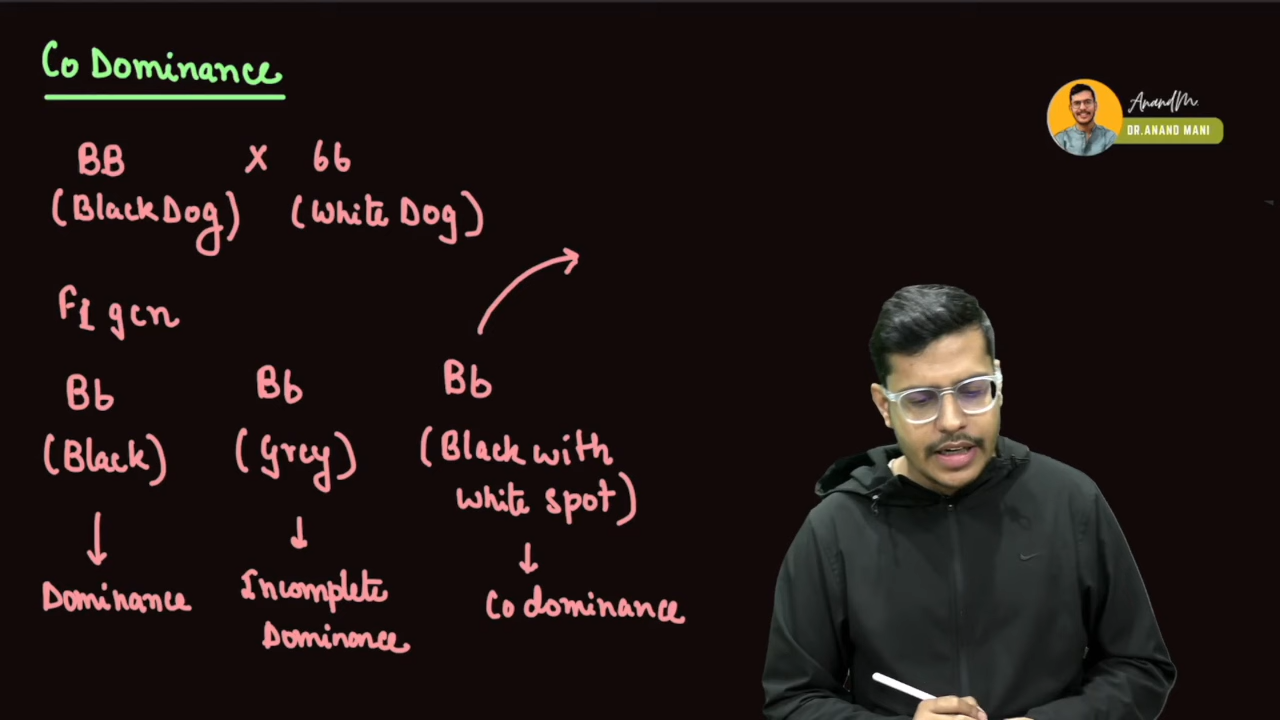 Co Dominance
BB X bb
(Black Dog) (White Dog)
F1 gen
Bb Bb Bb
(Black) (Grey) (Black with
white spot)
Dominance Incomplete
Dominance
Co dominance
AnandM.
DR.ANAND MANI